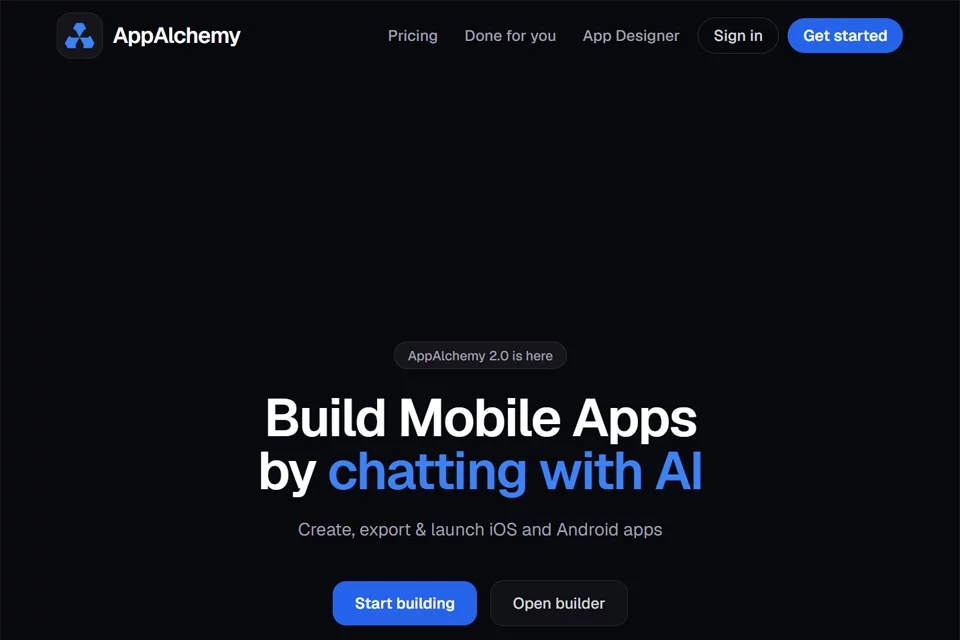 AppAlchemy
Pricing
Done for you
App Designer
Sign in
Get started
AppAlchemy 2.0 is here
Build Mobile Apps
by chatting with AI
Create, export & launch iOS and Android apps
Start building
Open builder